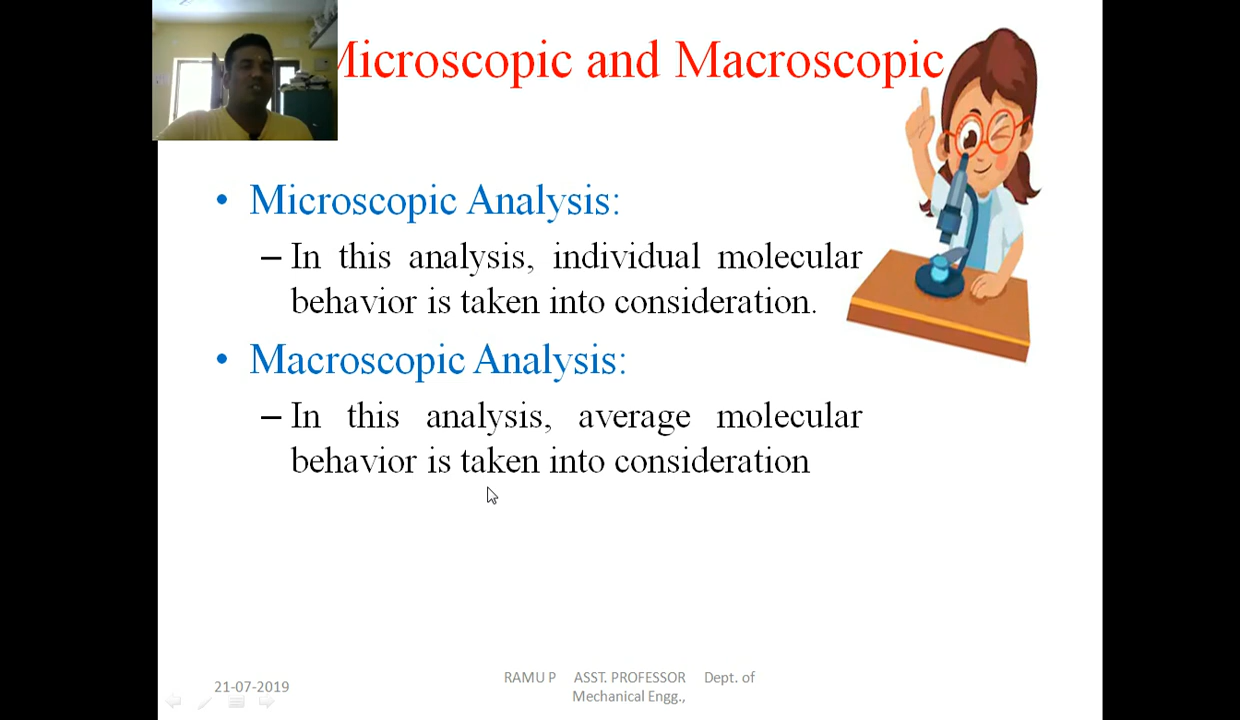 Microscopic and Macroscopic
• Microscopic Analysis:
– In this analysis, individual molecular
behavior is taken into consideration.
• Macroscopic Analysis:
– In this analysis, average molecular
behavior is taken into consideration
RAMU P ASST. PROFESSOR Dept. of
Mechanical Engg.,
21-07-2019